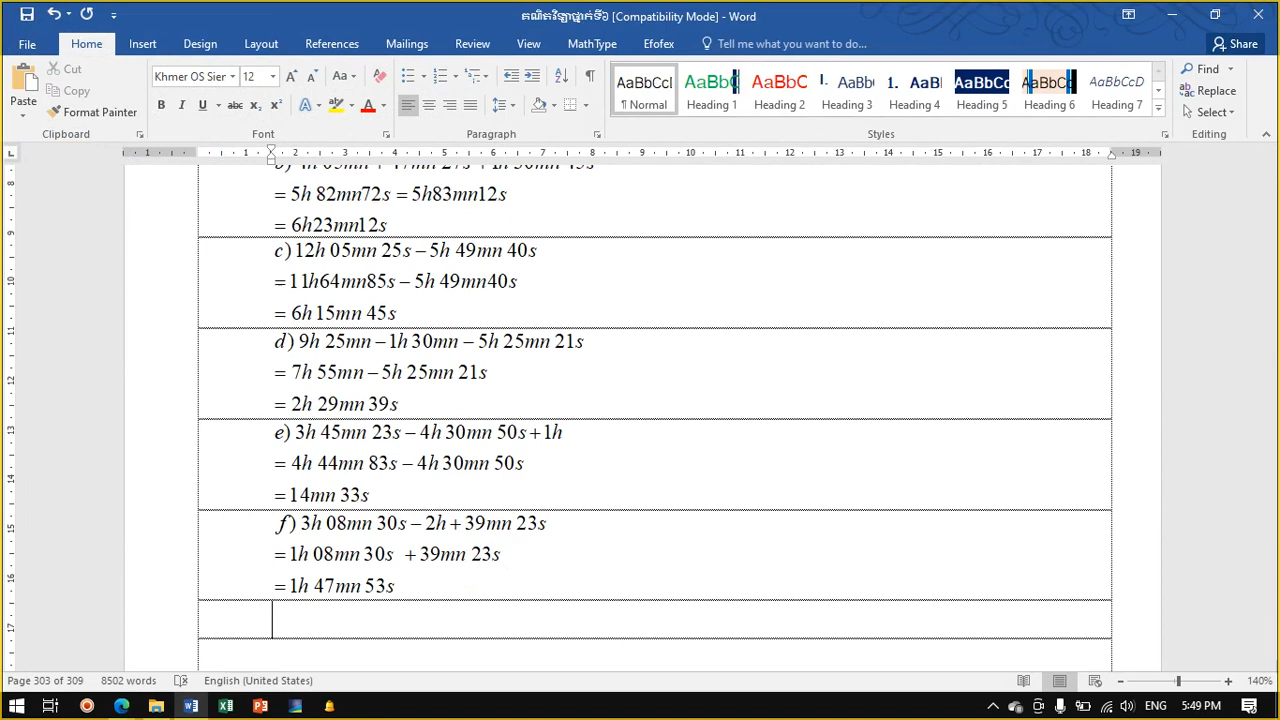 គណិតវិទ្យាថ្នាក់ទី៦ [Compatibility Mode] - Word
File Home Insert Design Layout References Mailings Review View MathType Efofex Tell me what you want to do... Share
Paste Cut Copy Format Painter
Khmer OS Sier 12
AaBbCcI AaBbC AaBbC I. AaBbC 1. AaB AaBbCc AaBbC AaBbCcD
¶ Normal Heading 1 Heading 2 Heading 3 Heading 4 Heading 5 Heading 6 Heading 7
Find Replace Select
Clipboard Font Paragraph Styles Editing
= 5h 82mn72s = 5h83mn12s
= 6h23mn12s
c) 12h 05mn 25s − 5h 49mn 40s
= 11h64mn85s − 5h 49mn40s
= 6h 15mn 45s
d) 9h 25mn − 1h 30mn − 5h 25mn 21s
= 7h 55mn − 5h 25mn 21s
= 2h 29mn 39s
e) 3h 45mn 23s − 4h 30mn 50s + 1h
= 4h 44mn 83s − 4h 30mn 50s
= 14mn 33s
f) 3h 08mn 30s − 2h + 39mn 23s
= 1h 08mn 30s + 39mn 23s
= 1h 47mn 53s
Page 303 of 309 8502 words English (United States) 140%
ENG 5:49 PM